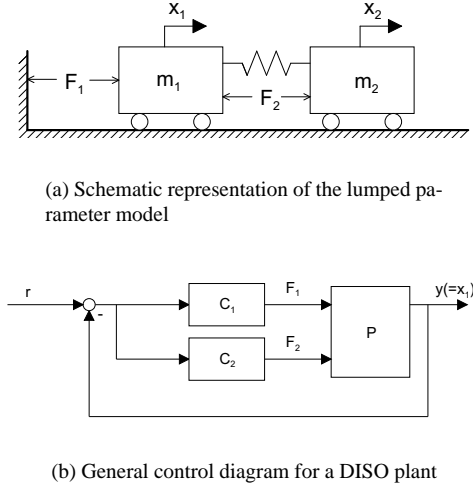 x₁ x₂
F₁ m₁ F₂ m₂
(a) Schematic representation of the lumped pa-
rameter model
r - C₁ F₁ P y(=x₁)
C₂ F₂
(b) General control diagram for a DISO plant